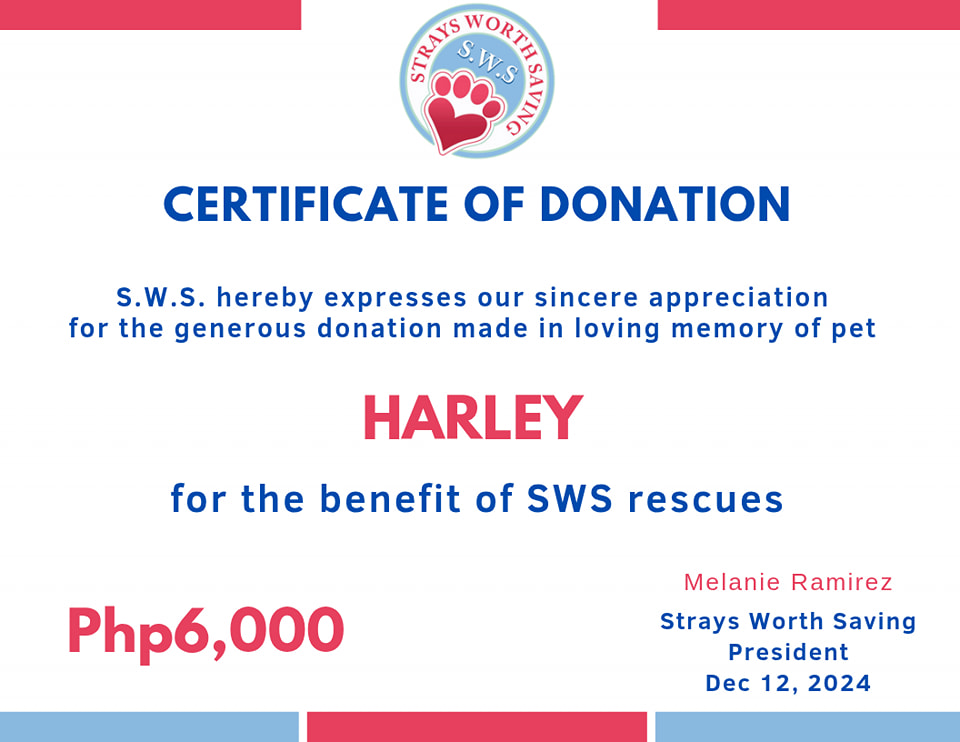 STRAYS WORTH SAVING
S.W.S
CERTIFICATE OF DONATION
S.W.S. hereby expresses our sincere appreciation
for the generous donation made in loving memory of pet
HARLEY
for the benefit of SWS rescues
Php6,000
Melanie Ramirez
Strays Worth Saving
President
Dec 12, 2024